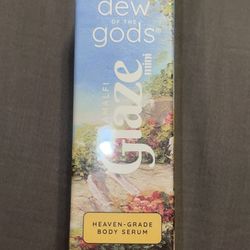 dew
OF THE
gods®
AMALFI
Glaze
mini
HEAVEN-GRADE
BODY SERUM